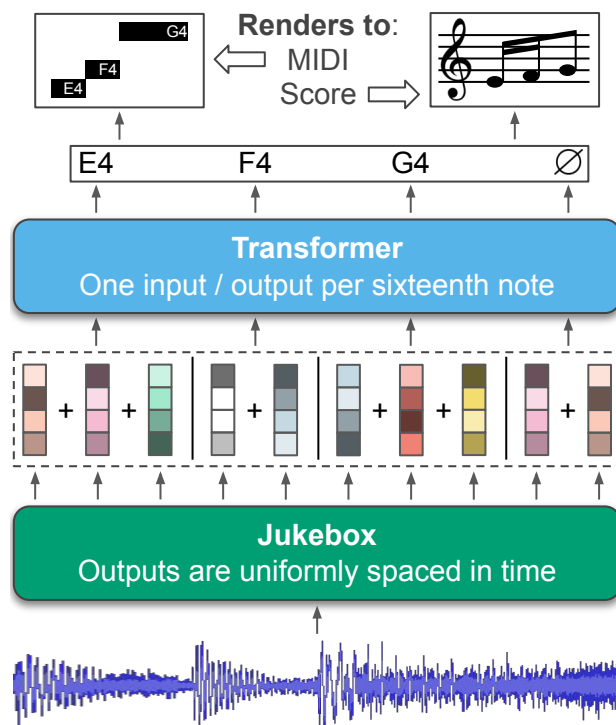 Renders to:
MIDI
Score
G4
F4
E4
E4 F4 G4 ∅
Transformer
One input / output per sixteenth note
+ + + + + + 
Jukebox
Outputs are uniformly spaced in time